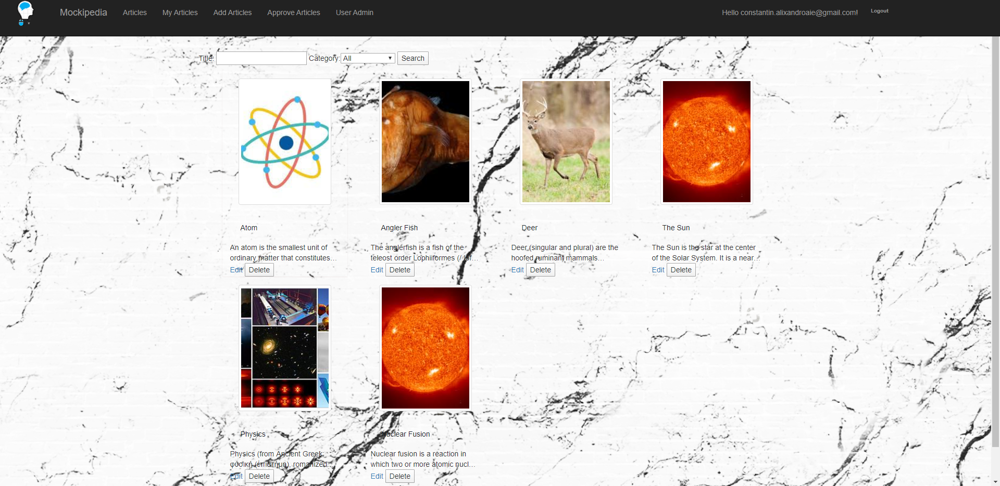 Mockipedia Articles My Articles Add Articles Approve Articles User Admin Hello constantin.alixandroaie@gmail.com! Logout
Title: Category: All Search
Atom
An atom is the smallest unit of
ordinary matter that constitutes…
Edit Delete
Angler Fish
The anglerfish is a fish of the
teleost order Lophiiformes
Edit Delete
Deer
Deer (singular and plural) are the
hoofed ruminant mammals…
Edit Delete
The Sun
The Sun is the star at the center
of the Solar System. It is a near…
Edit Delete
Physics
Physics (from Ancient Greek:
φυσική (ἐπιστήμη), romanized…
Edit Delete
Nuclear Fusion
Nuclear fusion is a reaction in
which two or more atomic nucl…
Edit Delete